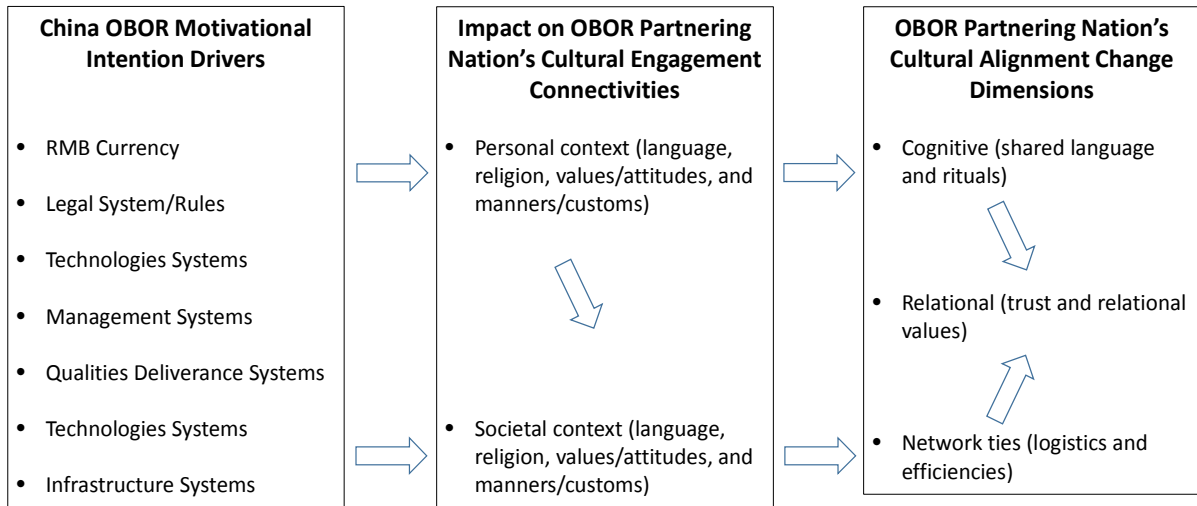 China OBOR Motivational
Intention Drivers
• RMB Currency
• Legal System/Rules
• Technologies Systems
• Management Systems
• Qualities Deliverance Systems
• Technologies Systems
• Infrastructure Systems
Impact on OBOR Partnering
Nation’s Cultural Engagement
Connectivities
• Personal context (language,
religion, values/attitudes, and
manners/customs)
• Societal context (language,
religion, values/attitudes, and
manners/customs)
OBOR Partnering Nation’s
Cultural Alignment Change
Dimensions
• Cognitive (shared language
and rituals)
• Relational (trust and relational
values)
• Network ties (logistics and
efficiencies)